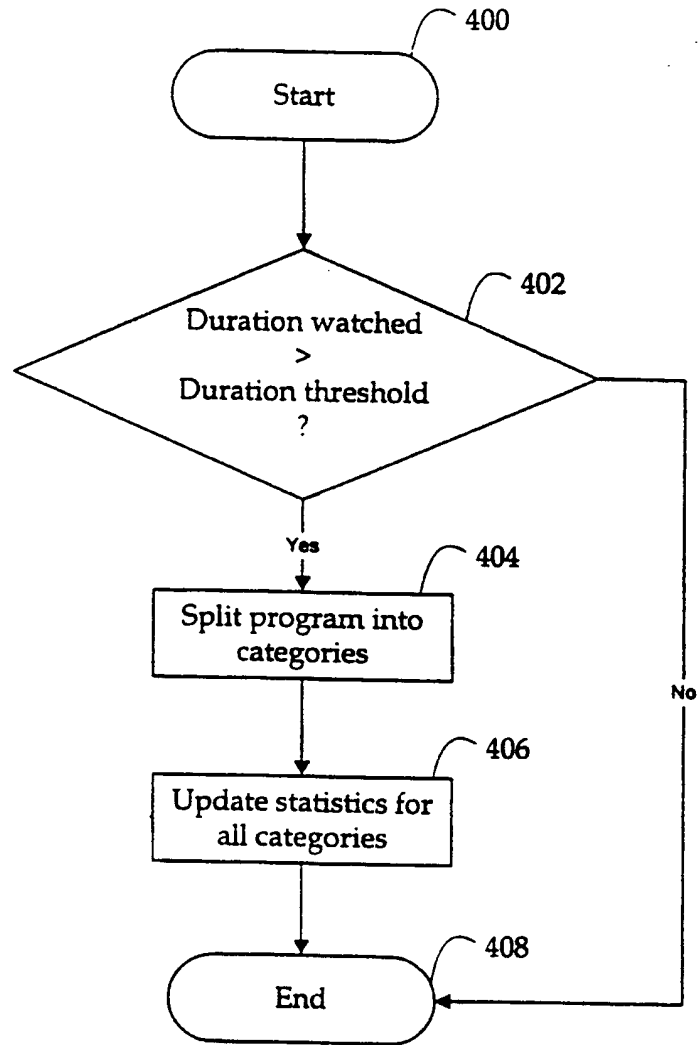 400
Start
402
Duration watched
>
Duration threshold
?
Yes
404
Split program into
categories
No
406
Update statistics for
all categories
408
End